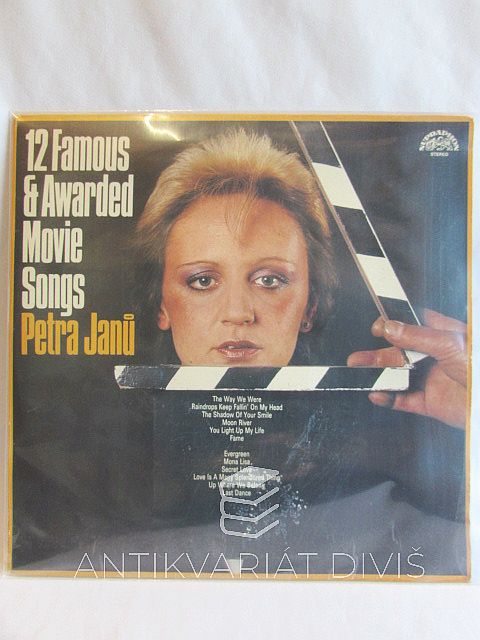 12 Famous
& Awarded
Movie
Songs
Petra Janů
SUPRAPHON
STEREO
The Way We Were
Raindrops Keep Fallin' On My Head
The Shadow Of Your Smile
Moon River
You Light Up My Life
Fame
Evergreen
Mona Lisa
Secret Love
Love Is A Many Splendored Thing
Up Where We Belong
Last Dance
ANTIKVARIÁT DIVIŠ